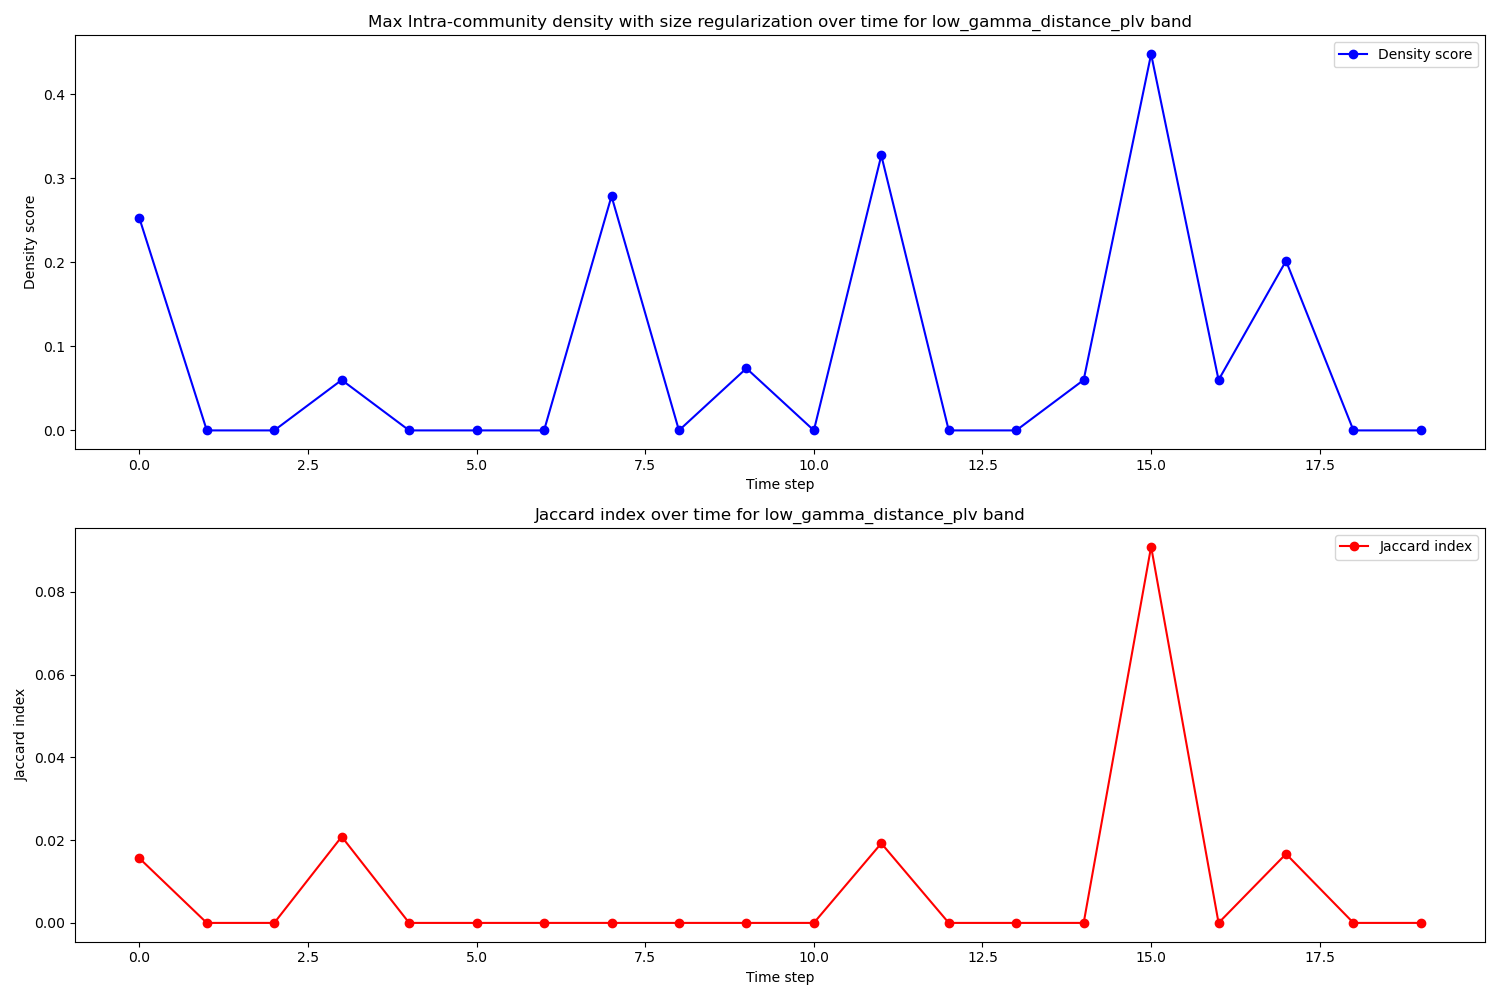 Max Intra-community density with size regularization over time for low_gamma_distance_plv band
Density score
Density score
0.4
0.3
0.2
0.1
0.0
0.0 2.5 5.0 7.5 10.0 12.5 15.0 17.5
Time step
Jaccard index over time for low_gamma_distance_plv band
Jaccard index
Jaccard index
0.08
0.06
0.04
0.02
0.00
0.0 2.5 5.0 7.5 10.0 12.5 15.0 17.5
Time step